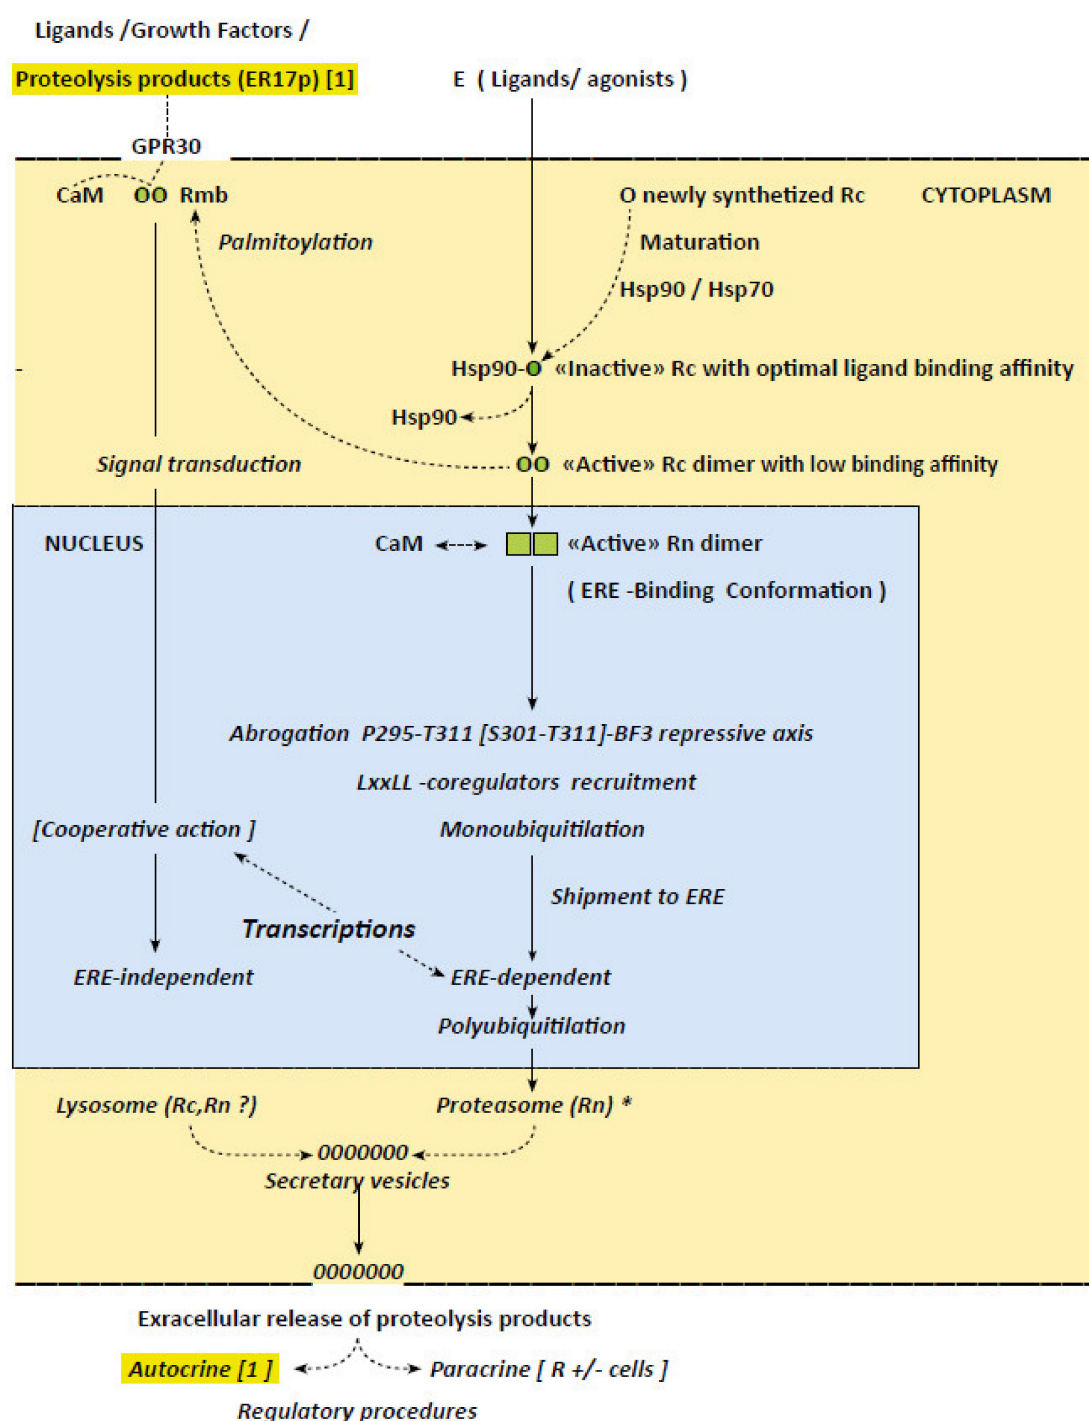 Ligands /Growth Factors /
Proteolysis products (ER17p) [1]
E ( Ligands/ agonists )
GPR30
CaM OO Rmb
O newly synthetized Rc
CYTOPLASM
Palmitoylation
Maturation
Hsp90 / Hsp70
Hsp90-O «Inactive» Rc with optimal ligand binding affinity
Hsp90
Signal transduction
OO «Active» Rc dimer with low binding affinity
NUCLEUS
CaM
«Active» Rn dimer
( ERE -Binding Conformation )
Abrogation P295-T311 [S301-T311]-BF3 repressive axis
LxxLL -coregulators recruitment
[Cooperative action ]
Monoubiquitilation
Shipment to ERE
Transcriptions
ERE-independent
ERE-dependent
Polyubiquitilation
Lysosome (Rc,Rn ?)
Proteasome (Rn) *
0000000
Secretary vesicles
0000000
Exracellular release of proteolysis products
Autocrine [1 ]
Paracrine [ R +/- cells ]
Regulatory procedures